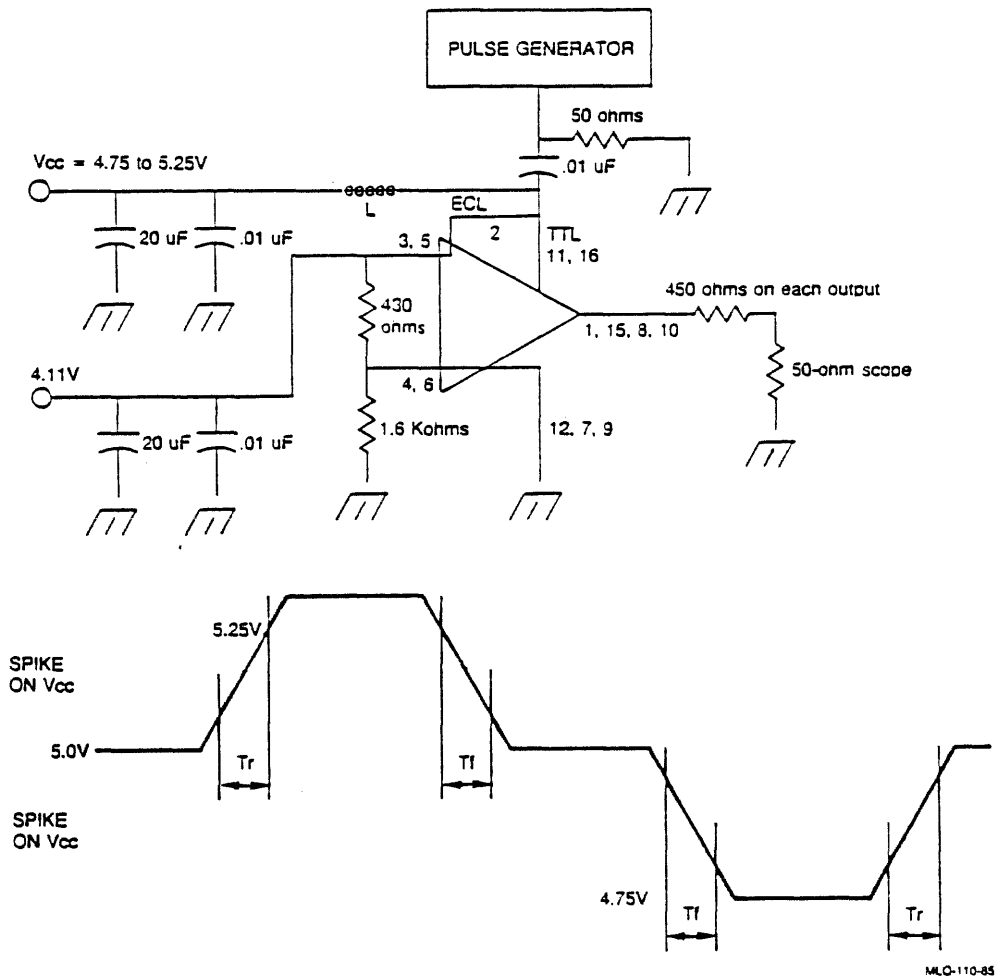 PULSE GENERATOR
50 ohms
Vcc = 4.75 to 5.25V
.01 uF
L
ECL
2
TTL
11, 16
20 uF
.01 uF
3, 5
430
ohms
450 ohms on each output
1, 15, 8, 10
4.11V
4, 6
50-ohm scope
20 uF
.01 uF
1.6 Kohms
12, 7, 9
5.25V
SPIKE
ON Vcc
5.0V
Tr
Tf
SPIKE
ON Vcc
4.75V
Tf
Tr
MLO-110-85